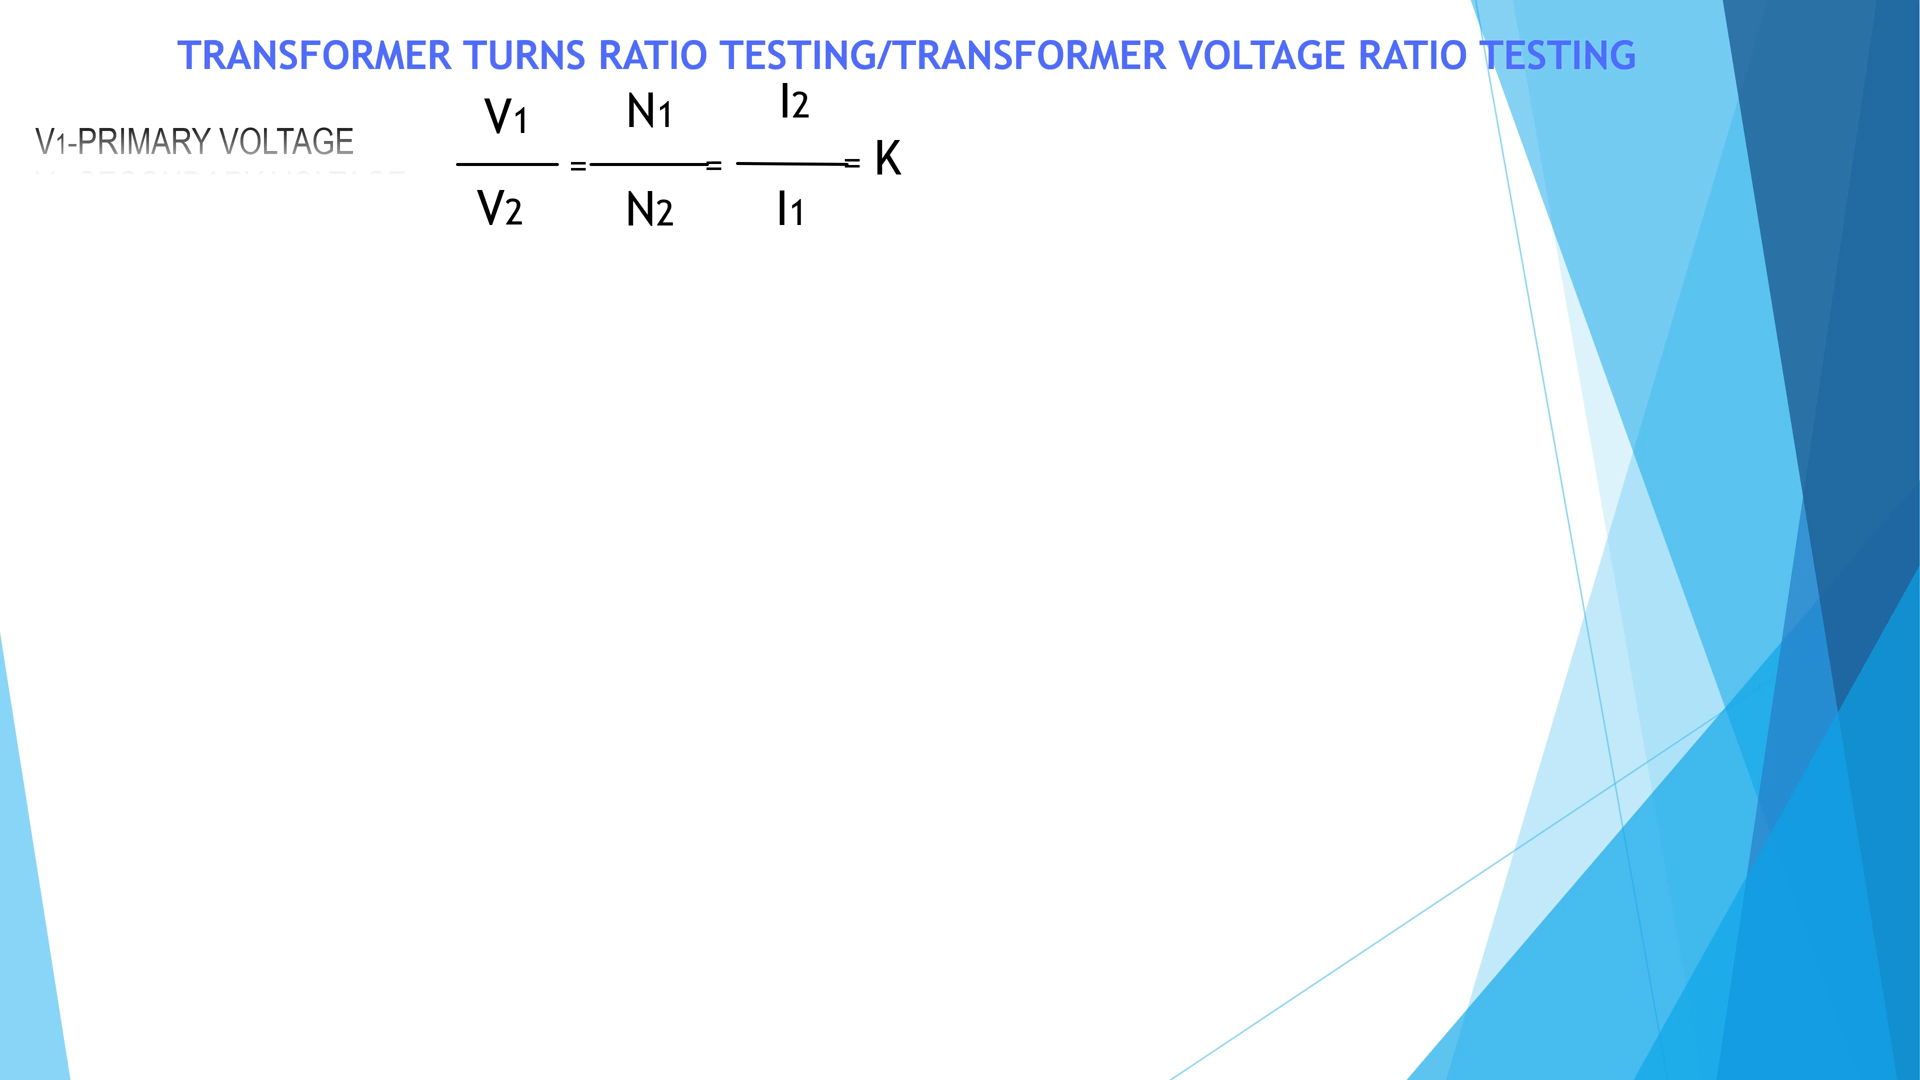 TRANSFORMER TURNS RATIO TESTING/TRANSFORMER VOLTAGE RATIO TESTING
V1-PRIMARY VOLTAGE
V1 N1 I2
= = = K
V2 N2 I1